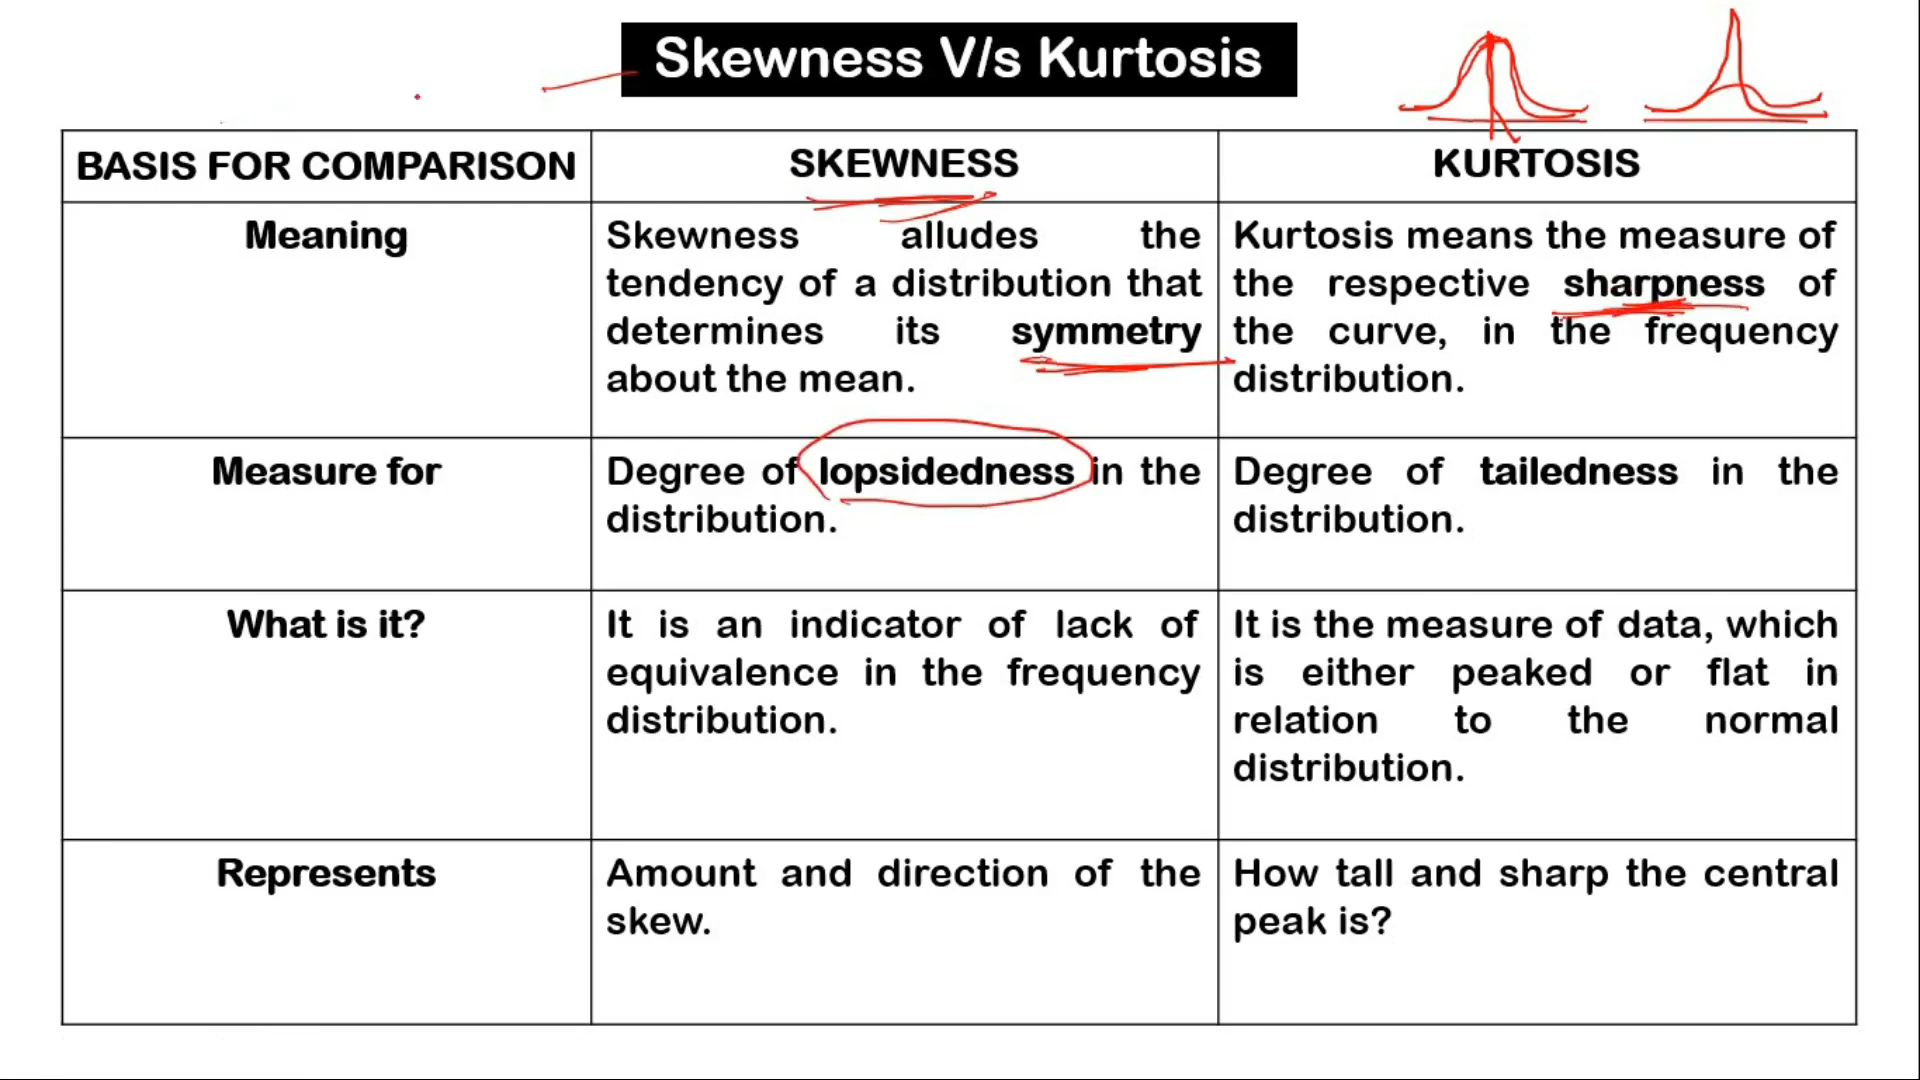 Skewness V/s Kurtosis
BASIS FOR COMPARISON
SKEWNESS
KURTOSIS
Meaning
Skewness alludes the
tendency of a distribution that
determines its symmetry
about the mean.
Kurtosis means the measure of
the respective sharpness of
the curve, in the frequency
distribution.
Measure for
Degree of lopsidedness in the
distribution.
Degree of tailedness in the
distribution.
What is it?
It is an indicator of lack of
equivalence in the frequency
distribution.
It is the measure of data, which
is either peaked or flat in
relation to the normal
distribution.
Represents
Amount and direction of the
skew.
How tall and sharp the central
peak is?